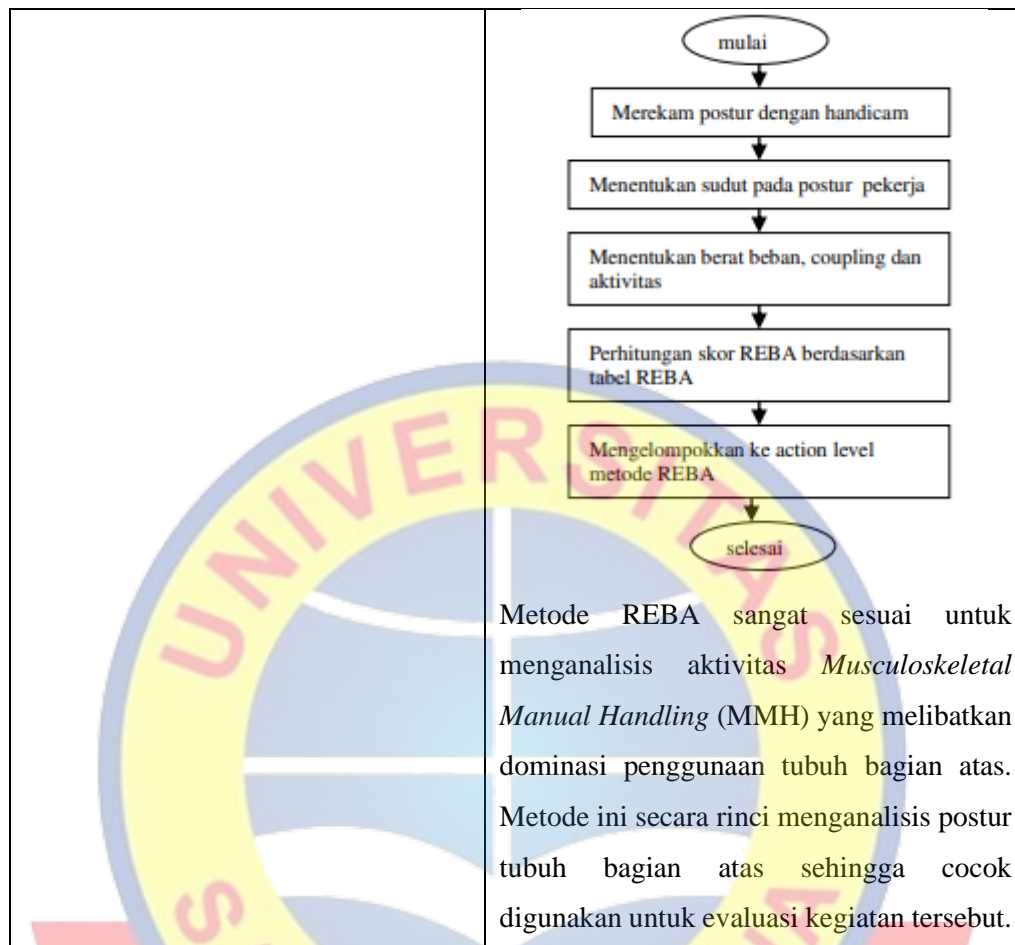 mulai
Merekam postur dengan handicam
Menentukan sudut pada postur pekerja
Menentukan berat beban, coupling dan
aktivitas
Perhitungan skor REBA berdasarkan
tabel REBA
Mengelompokkan ke action level
metode REBA
selesai
UNIVERSITAS
Metode REBA sangat sesuai untuk
menganalisis aktivitas Musculoskeletal
Manual Handling (MMH) yang melibatkan
dominasi penggunaan tubuh bagian atas.
Metode ini secara rinci menganalisis postur
tubuh bagian atas sehingga cocok
digunakan untuk evaluasi kegiatan tersebut.